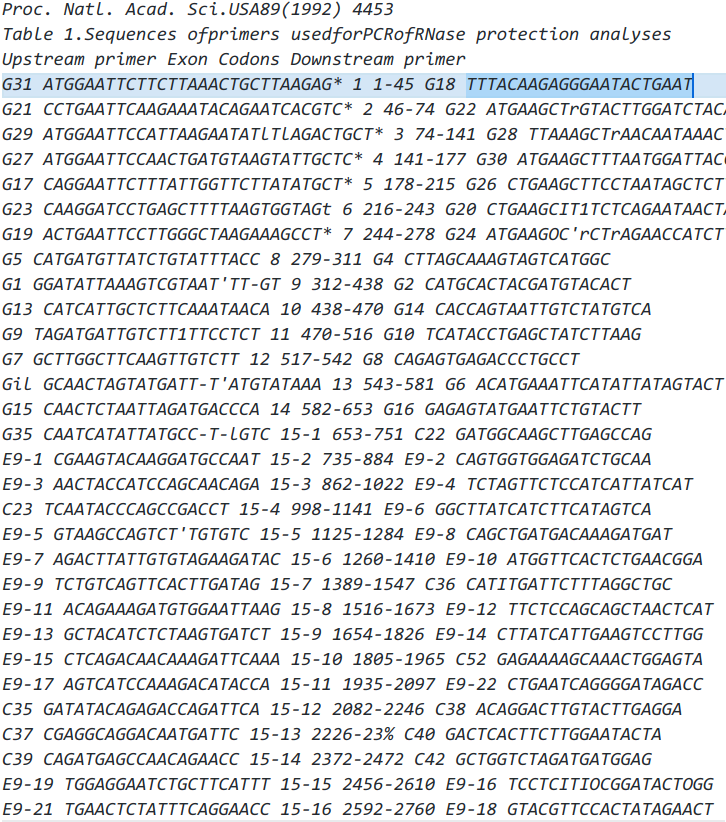 Proc. Natl. Acad. Sci.USA89(1992) 4453
Table 1.Sequences ofprimers usedforPCRofRNase protection analyses
Upstream primer Exon Codons Downstream primer
G31 ATGGAATTCTTCTTAAACTGCTTAAGAG* 1 1-45 G18 TTTACAAGAGGGAATACTGAAT
G21 CCTGAATTCAAGAAATACAGAATCACGTC* 2 46-74 G22 ATGAAGCTrGTACTTGGATCTACA
G29 ATGGAATTCCATTAAGAATATlTlAGACTGCT* 3 74-141 G28 TTAAAGCTrAACAATAAAC
G27 ATGGAATTCCAACTGATGTAAGTATTGCTC* 4 141-177 G30 ATGAAGCTTTAATGGATTAC
G17 CAGGAATTCTTTATTGGTTCTTATATGCT* 5 178-215 G26 CTGAAGCTTCCTAATAGCTCT
G23 CAAGGATCCTGAGCTTTTAAGTGGTAGt 6 216-243 G20 CTGAAGCIT1TCTCAGAATAACTA
G19 ACTGAATTCCTTGGGCTAAGAAAGCCT* 7 244-278 G24 ATGAAGOC'rCTrAGAACCATCT
G5 CATGATGTTATCTGTATTTACC 8 279-311 G4 CTTAGCAAAGTAGTCATGGC
G1 GGATATTAAAGTCGTAAT'TT-GT 9 312-438 G2 CATGCACTACGATGTACACT
G13 CATCATTGCTCTTCAAATAACA 10 438-470 G14 CACCAGTAATTGTCTATGTCA
G9 TAGATGATTGTCTT1TTCCTCT 11 470-516 G10 TCATACCTGAGCTATCTTAAG
G7 GCTTGGCTTCAAGTTGTCTT 12 517-542 G8 CAGAGTGAGACCCTGCCT
Gil GCAACTAGTATGATT-T'ATGTATAAA 13 543-581 G6 ACATGAAATTCATATTATAGTACT
G15 CAACTCTAATTAGATGACCCA 14 582-653 G16 GAGAGTATGAATTCTGTACTT
G35 CAATCATATTATGCC-T-lGTC 15-1 653-751 C22 GATGGCAAGCTTGAGCCAG
E9-1 CGAAGTACAAGGATGCCAAT 15-2 735-884 E9-2 CAGTGGTGGAGATCTGCAA
E9-3 AACTACCATCCAGCAACAGA 15-3 862-1022 E9-4 TCTAGTTCTCCATCATTATCAT
C23 TCAATACCCAGCCGACCT 15-4 998-1141 E9-6 GGCTTATCATCTTCATAGTCA
E9-5 GTAAGCCAGTCT'TGTGTC 15-5 1125-1284 E9-8 CAGCTGATGACAAAGATGAT
E9-7 AGACTTATTGTGTAGAAGATAC 15-6 1260-1410 E9-10 ATGGTTCACTCTGAACGGA
E9-9 TCTGTCAGTTCACTTGATAG 15-7 1389-1547 C36 CATITGATTCTTTAGGCTGC
E9-11 ACAGAAAGATGTGGAATTAAG 15-8 1516-1673 E9-12 TTCTCCAGCAGCTAACTCAT
E9-13 GCTACATCTCTAAGTGATCT 15-9 1654-1826 E9-14 CTTATCATTGAAGTCCTTGG
E9-15 CTCAGACAACAAAGATTCAAA 15-10 1805-1965 C52 GAGAAAAGCAAACTGGAGTA
E9-17 AGTCATCCAAAGACATACCA 15-11 1935-2097 E9-22 CTGAATCAGGGGATAGACC
C35 GATATACAGAGACCAGATTCA 15-12 2082-2246 C38 ACAGGACTTGTACTTGAGGA
C37 CGAGGCAGGACAATGATTC 15-13 2226-23% C40 GACTCACTTCTTGGAATACTA
C39 CAGATGAGCCAACAGAACC 15-14 2372-2472 C42 GCTGGTCTAGATGATGGAG
E9-19 TGGAGGAATCTGCTTCATTT 15-15 2456-2610 E9-16 TCCTCITIOCGGATACTOGG
E9-21 TGAACTCTATTTCAGGAACC 15-16 2592-2760 E9-18 GTACGTTCCACTATAGAACT